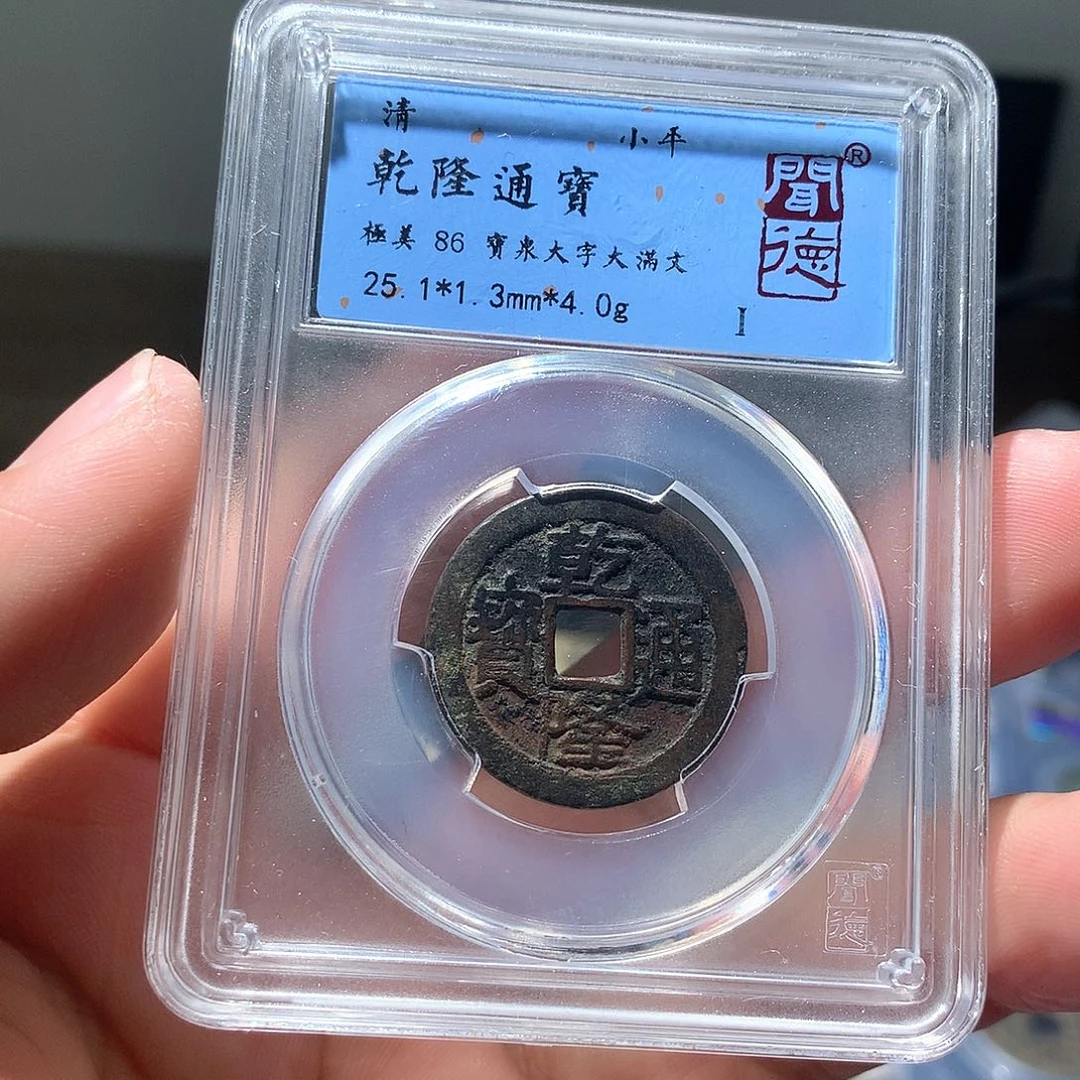 清
小平
乾隆通寶
極美 86 寶泉大字大滿文
25.1*1.3mm*4.0g
I
聞德®
乾隆通寶
聞德